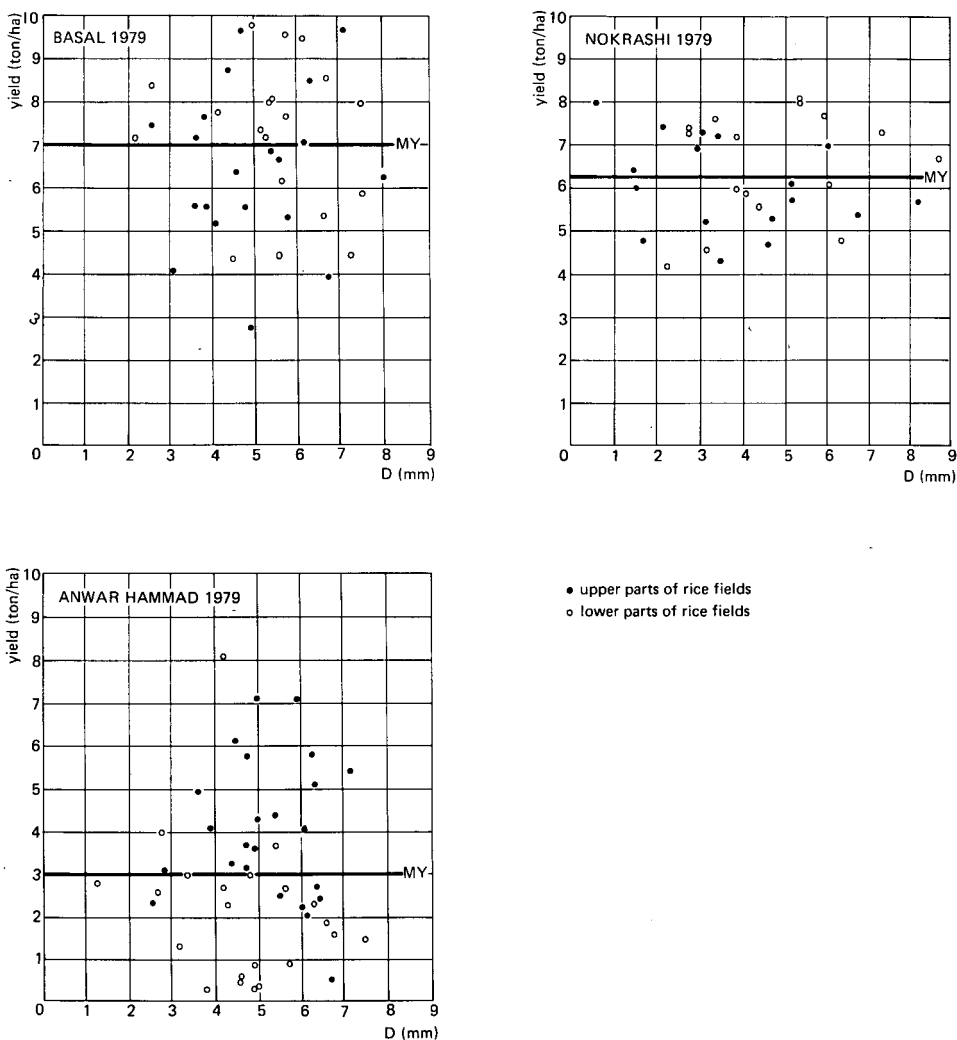 yield (ton/ha)
10
BASAL 1979
9
8
7
MY
6
5
4
3
2
1
0 1 2 3 4 5 6 7 8 9
D (mm)
yield (ton/ha)
10
NOKRASHI 1979
9
8
7
MY
6
5
4
3
2
1
0 1 2 3 4 5 6 7 8 9
D (mm)
yield (ton/ha)
10
ANWAR HAMMAD 1979
9
8
7
6
5
4
3
MY
2
1
0 1 2 3 4 5 6 7 8 9
D (mm)
upper parts of rice fields
lower parts of rice fields